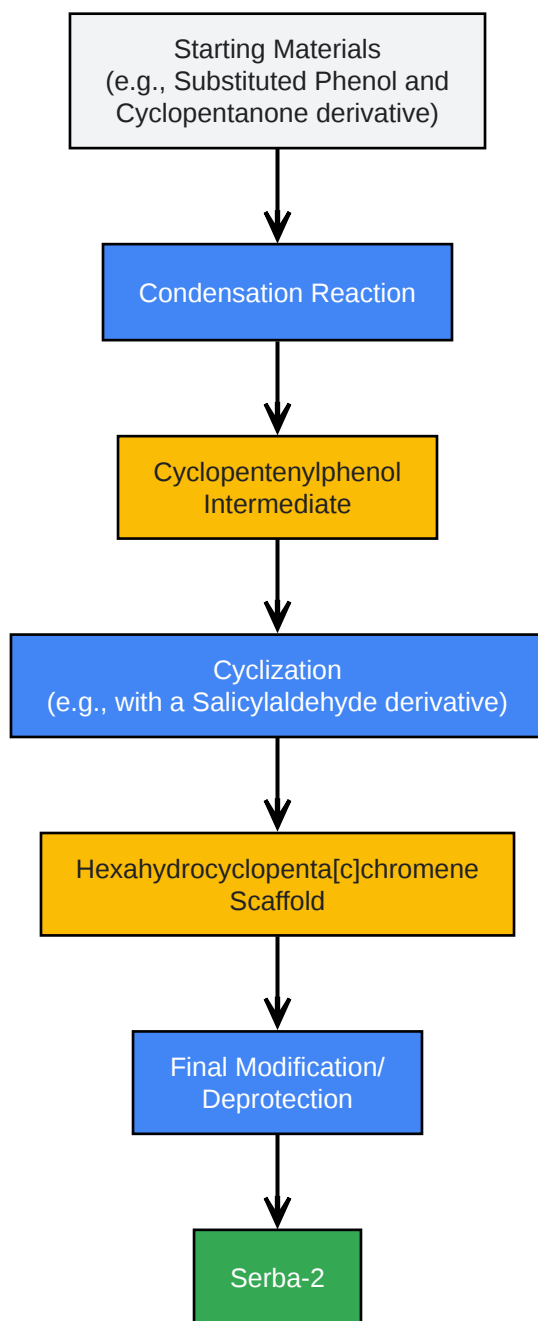 Starting Materials
(e.g., Substituted Phenol and
Cyclopentanone derivative)
Condensation Reaction
Cyclopentenylphenol
Intermediate
Cyclization
(e.g., with a Salicylaldehyde derivative)
Hexahydrocyclopenta[c]chromene
Scaffold
Final Modification/
Deprotection
Serba-2